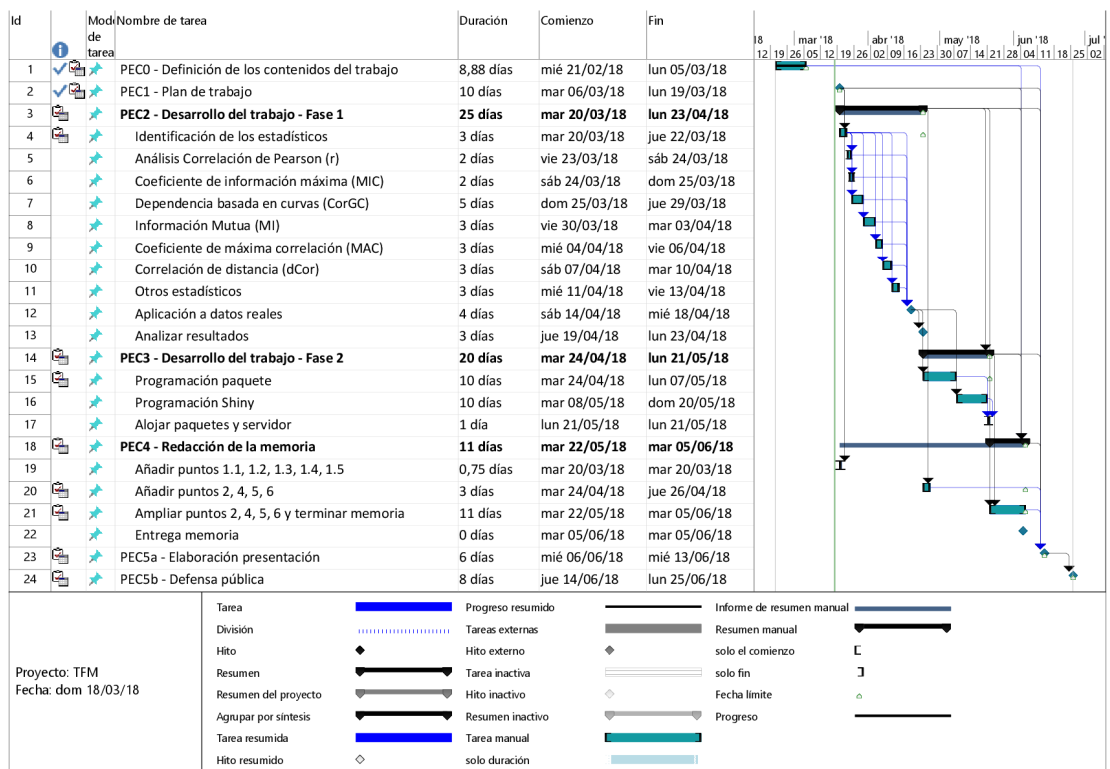 Id Modo de tarea Nombre de tarea Duración Comienzo Fin
18 mar '18 abr '18 may '18 jun '18 jul '
12 19 26 05 12 19 26 02 09 16 23 30 07 14 21 28 04 11 18 25 02
1 PEC0 - Definición de los contenidos del trabajo 8,88 días mié 21/02/18 lun 05/03/18
2 PEC1 - Plan de trabajo 10 días mar 06/03/18 lun 19/03/18
3 PEC2 - Desarrollo del trabajo - Fase 1 25 días mar 20/03/18 lun 23/04/18
4 Identificación de los estadísticos 3 días mar 20/03/18 jue 22/03/18
5 Análisis Correlación de Pearson (r) 2 días vie 23/03/18 sáb 24/03/18
6 Coeficiente de información máxima (MIC) 2 días sáb 24/03/18 dom 25/03/18
7 Dependencia basada en curvas (CorGC) 5 días dom 25/03/18 jue 29/03/18
8 Información Mutua (MI) 3 días vie 30/03/18 mar 03/04/18
9 Coeficiente de máxima correlación (MAC) 3 días mié 04/04/18 vie 06/04/18
10 Correlación de distancia (dCor) 3 días sáb 07/04/18 mar 10/04/18
11 Otros estadísticos 3 días mié 11/04/18 vie 13/04/18
12 Aplicación a datos reales 4 días sáb 14/04/18 mié 18/04/18
13 Analizar resultados 3 días jue 19/04/18 lun 23/04/18
14 PEC3 - Desarrollo del trabajo - Fase 2 20 días mar 24/04/18 lun 21/05/18
15 Programación paquete 10 días mar 24/04/18 lun 07/05/18
16 Programación Shiny 10 días mar 08/05/18 dom 20/05/18
17 Alojar paquetes y servidor 1 día lun 21/05/18 lun 21/05/18
18 PEC4 - Redacción de la memoria 11 días mar 22/05/18 mar 05/06/18
19 Añadir puntos 1.1, 1.2, 1.3, 1.4, 1.5 0,75 días mar 20/03/18 mar 20/03/18
20 Añadir puntos 2, 4, 5, 6 3 días mar 24/04/18 jue 26/04/18
21 Ampliar puntos 2, 4, 5, 6 y terminar memoria 11 días mar 22/05/18 mar 05/06/18
22 Entrega memoria 0 días mar 05/06/18 mar 05/06/18
23 PEC5a - Elaboración presentación 6 días mié 06/06/18 mié 13/06/18
24 PEC5b - Defensa pública 8 días jue 14/06/18 lun 25/06/18
Proyecto: TFM
Fecha: dom 18/03/18
Tarea
División
Hito
Resumen
Resumen del proyecto
Agrupar por síntesis
Tarea resumida
Hito resumido
Progreso resumido
Tareas externas
Hito externo
Tarea inactiva
Hito inactivo
Resumen inactivo
Tarea manual
solo duración
Informe de resumen manual
Resumen manual
solo el comienzo
solo fin
Fecha límite
Progreso